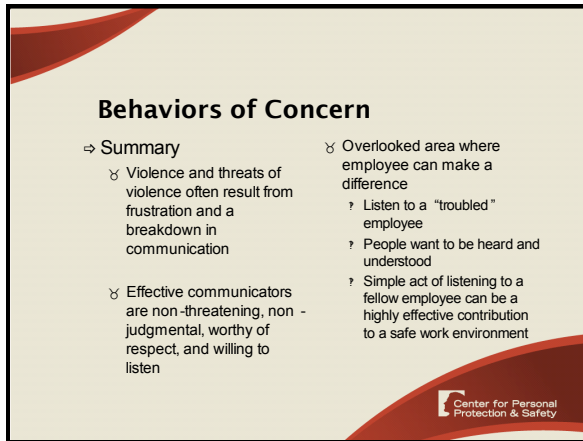 Behaviors of Concern
⇨ Summary
♉ Violence and threats of
violence often result from
frustration and a
breakdown in
communication
♉ Effective communicators
are non -threatening, non -
judgmental, worthy of
respect, and willing to
listen
♉ Overlooked area where
employee can make a
difference
? Listen to a “troubled”
employee
? People want to be heard and
understood
? Simple act of listening to a
fellow employee can be a
highly effective contribution
to a safe work environment
Center for Personal
Protection & Safety